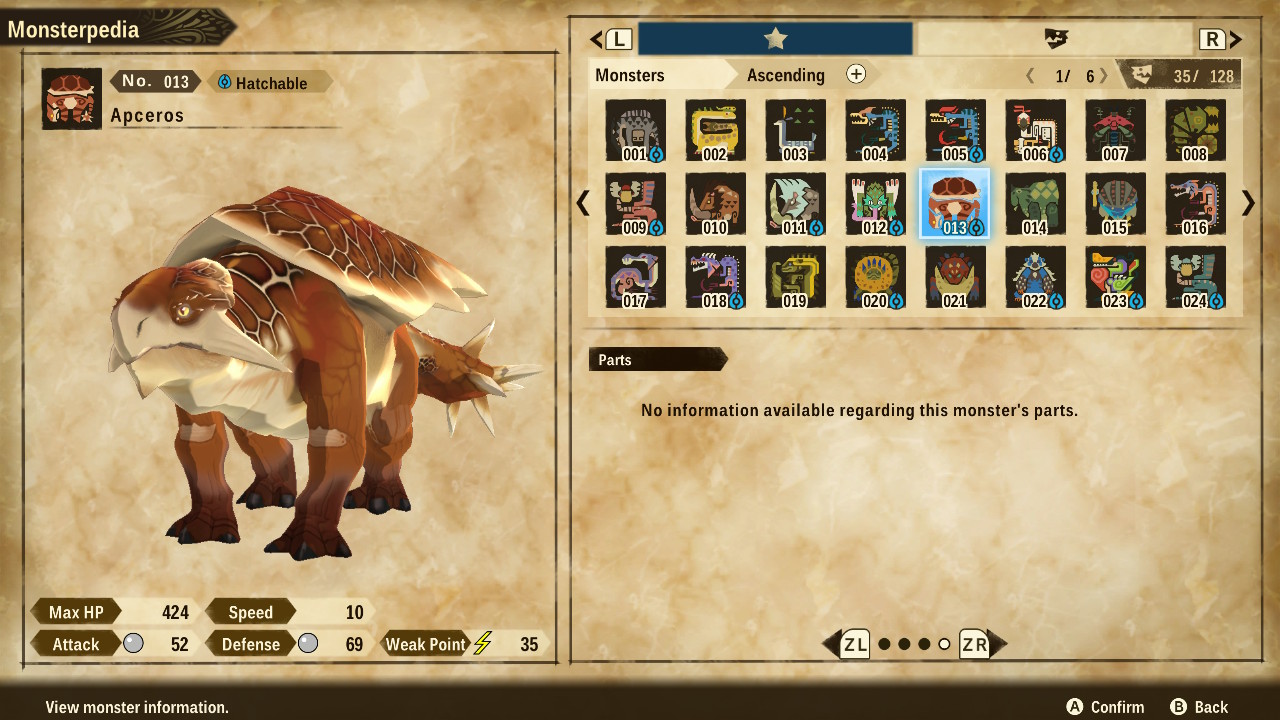 Monsterpedia
No. 013
Hatchable
Apceros
Max HP 424
Speed 10
Attack 52
Defense 69
Weak Point 35
L
R
Monsters
Ascending
1/ 6
35/ 128
001 002 003 004 005 006 007 008
009 010 011 012 013 014 015 016
017 018 019 020 021 022 023 024
Parts
No information available regarding this monster's parts.
ZL ZR
View monster information.
A Confirm
B Back